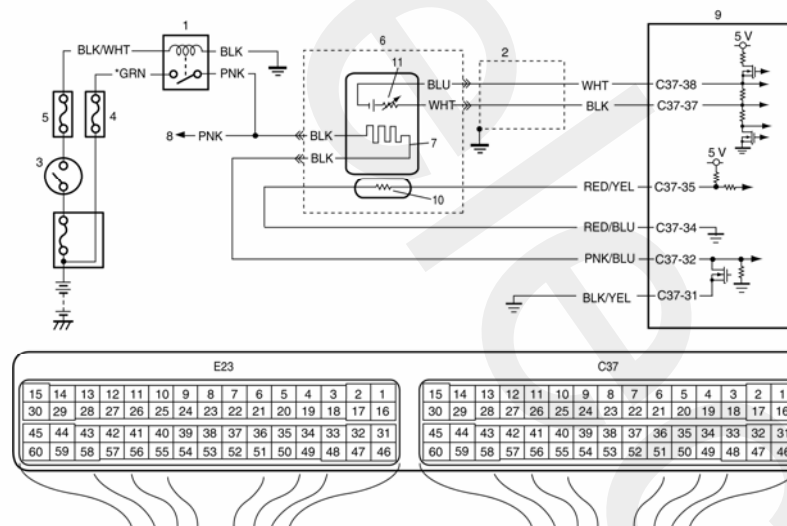 1 6 2 9
5 V
BLK/WHT BLK
*GRN PNK
11
BLU WHT C37-38
WHT BLK C37-37
5 4
8 PNK BLK
7
3
BLK
5 V
10
RED/YEL C37-35
RED/BLU C37-34
PNK/BLU C37-32
BLK/YEL C37-31
E23 C37
15 14 13 12 11 10 9 8 7 6 5 4 3 2 1 15 14 13 12 11 10 9 8 7 6 5 4 3 2 1
30 29 28 27 26 25 24 23 22 21 20 19 18 17 16 30 29 28 27 26 25 24 23 22 21 20 19 18 17 16
45 44 43 42 41 40 39 38 37 36 35 34 33 32 31 45 44 43 42 41 40 39 38 37 36 35 34 33 32 31
60 59 58 57 56 55 54 53 52 51 50 49 48 47 46 60 59 58 57 56 55 54 53 52 51 50 49 48 47 46